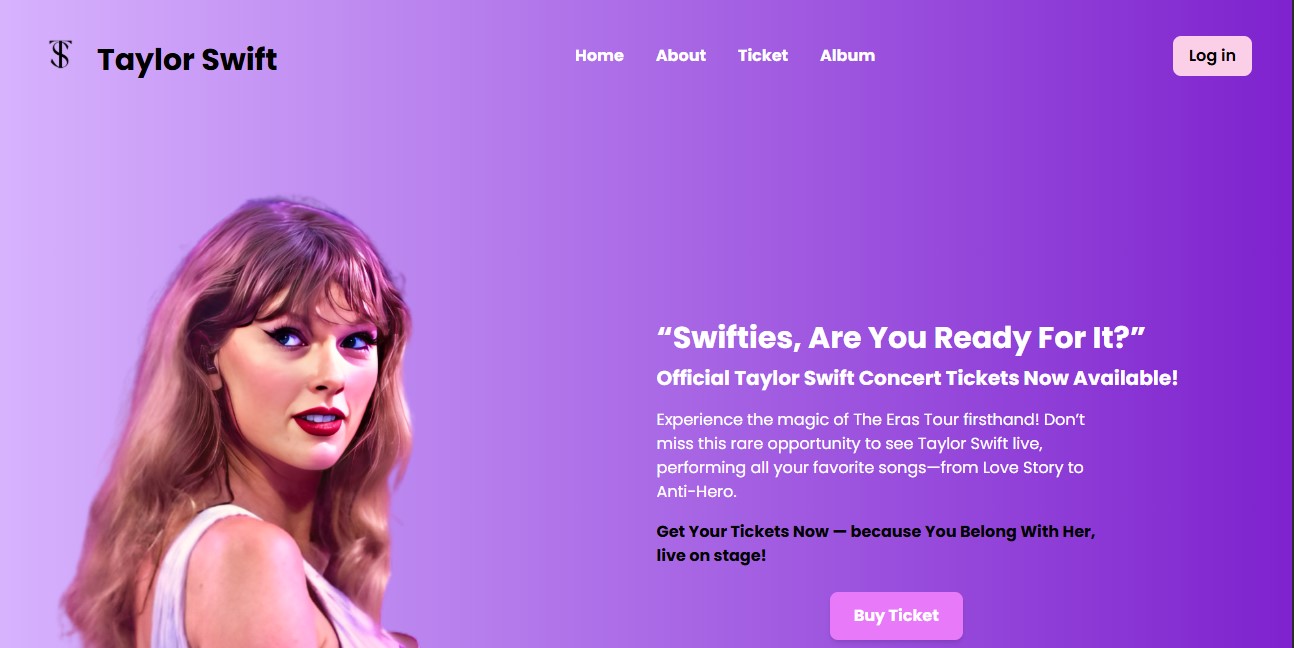 Taylor Swift
Home About Ticket Album
Log in
“Swifties, Are You Ready For It?”
Official Taylor Swift Concert Tickets Now Available!
Experience the magic of The Eras Tour firsthand! Don’t
miss this rare opportunity to see Taylor Swift live,
performing all your favorite songs—from Love Story to
Anti-Hero.
Get Your Tickets Now — because You Belong With Her,
live on stage!
Buy Ticket